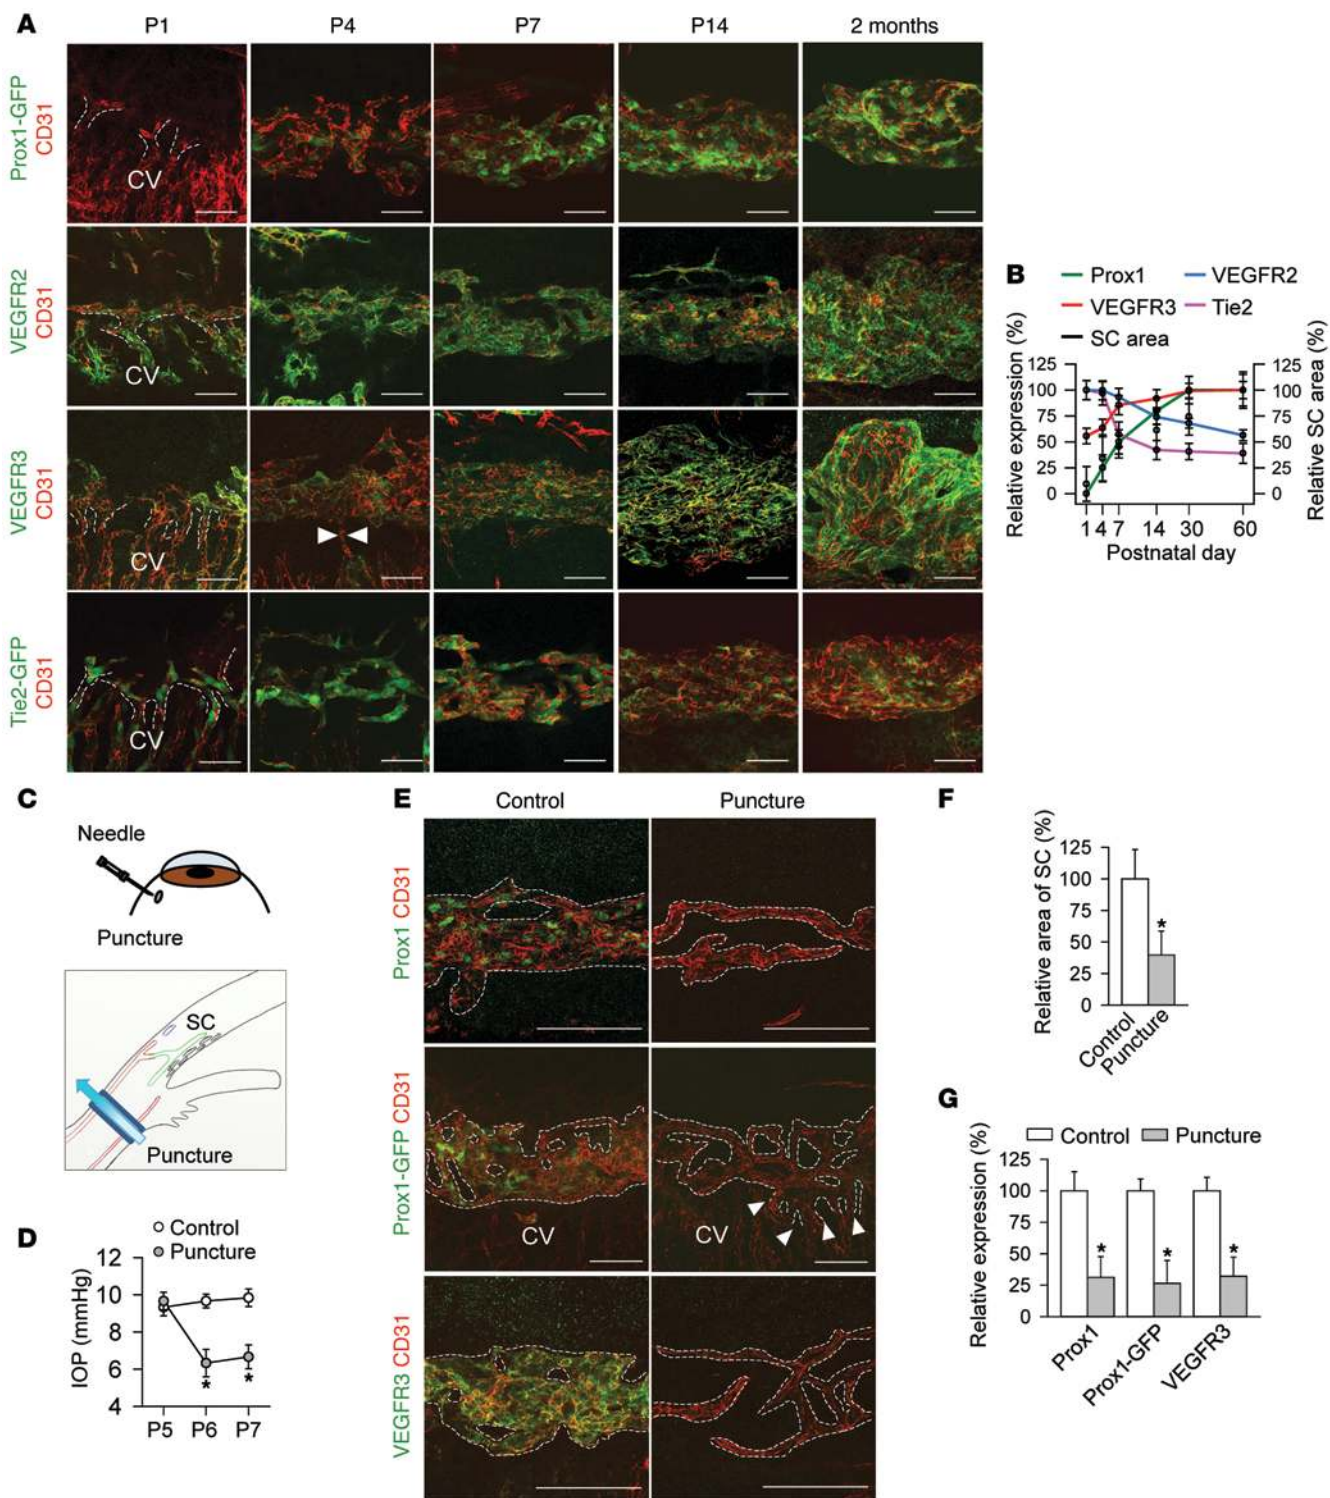 A
P1 P4 P7 P14 2 months
Prox1-GFP
CD31
CV
VEGFR2
CD31
CV
VEGFR3
CD31
CV
Tie2-GFP
CD31
CV
B
Prox1 VEGFR2
VEGFR3 Tie2
SC area
Relative expression (%)
125
100
75
50
25
0
Relative SC area (%)
125
100
75
50
25
0
1 4 7 14 30 60
Postnatal day
C
Needle
Puncture
SC
Puncture
D
Control
Puncture
IOP (mmHg)
12
10
8
6
4
* *
P5 P6 P7
E
Control Puncture
Prox1 CD31
Prox1-GFP CD31
CV CV
VEGFR3 CD31
F
Relative area of SC (%)
125
100
75
50
25
0
*
Control
Puncture
G
Control Puncture
Relative expression (%)
125
100
75
50
25
0
* * *
Prox1
Prox1-GFP
VEGFR3